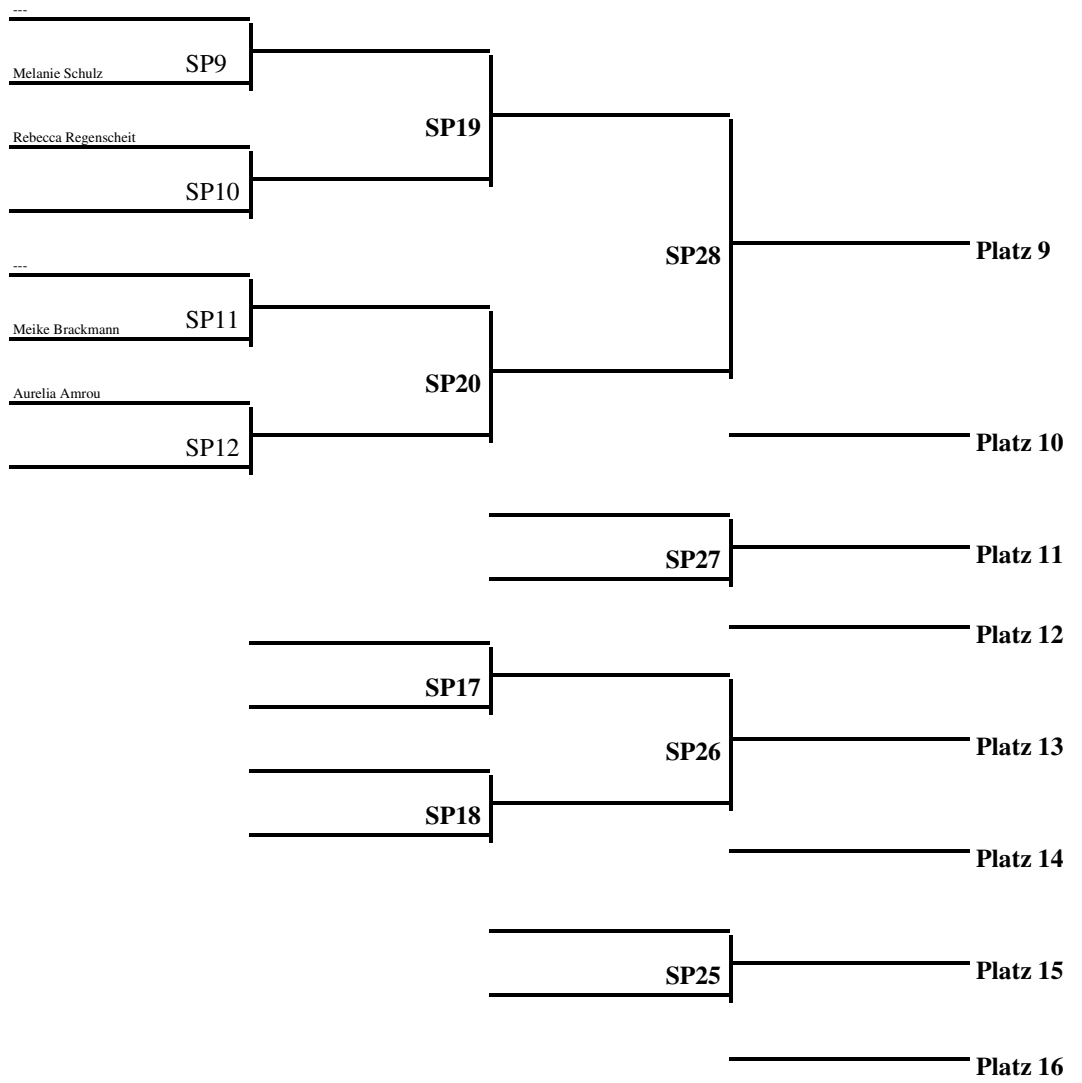 ---
SP9
Melanie Schulz
SP19
Rebecca Regenscheit
SP10
SP28
Platz 9
---
SP11
Meike Brackmann
SP20
Aurelia Amrou
SP12
Platz 10
SP27
Platz 11
Platz 12
SP17
SP26
Platz 13
SP18
Platz 14
SP25
Platz 15
Platz 16